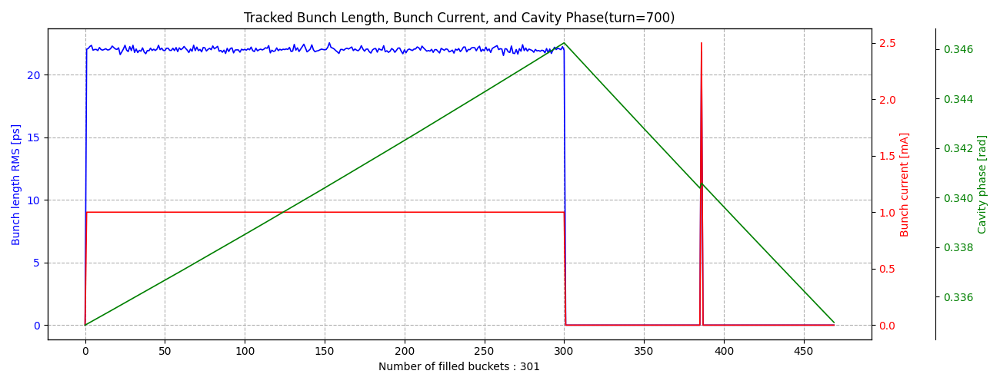 Tracked Bunch Length, Bunch Current, and Cavity Phase(turn=700)
Bunch length RMS [ps]
20
15
10
5
0
0 50 100 150 200 250 300 350 400 450
Number of filled buckets : 301
2.5
2.0
1.5
1.0
0.5
0.0
Bunch current [mA]
0.346
0.344
0.342
0.340
0.338
0.336
Cavity phase [rad]